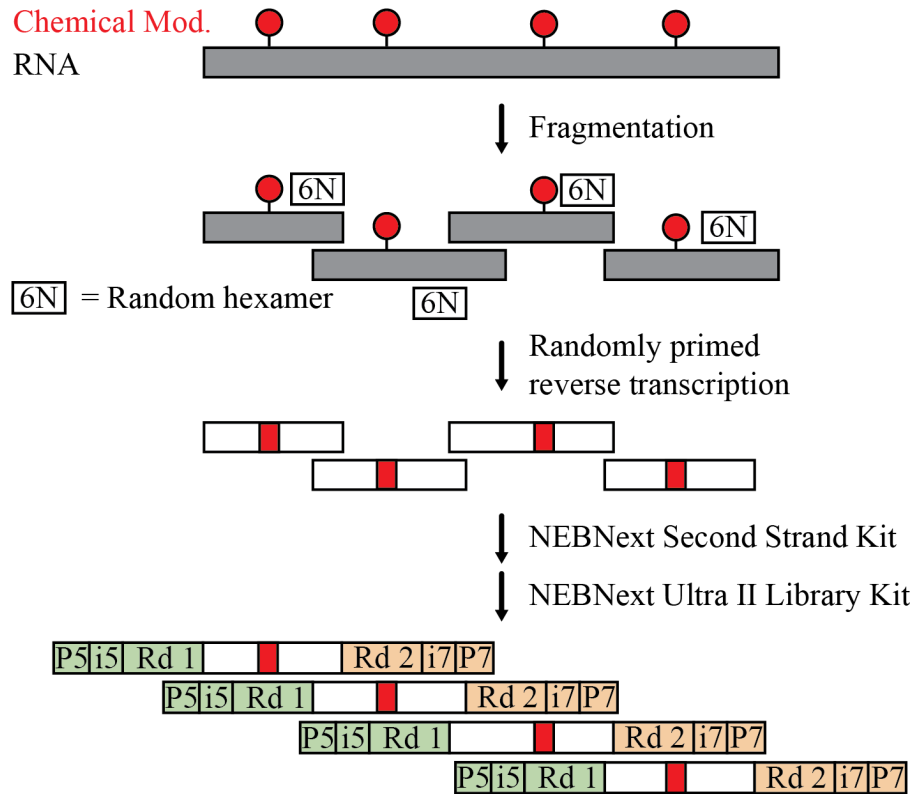 Chemical Mod.
RNA
Fragmentation
6N
6N
6N
6N = Random hexamer
6N
Randomly primed
reverse transcription
NEBNext Second Strand Kit
NEBNext Ultra II Library Kit
P5 i5 Rd 1 Rd 2 i7 P7
P5 i5 Rd 1 Rd 2 i7 P7
P5 i5 Rd 1 Rd 2 i7 P7
P5 i5 Rd 1 Rd 2 i7 P7